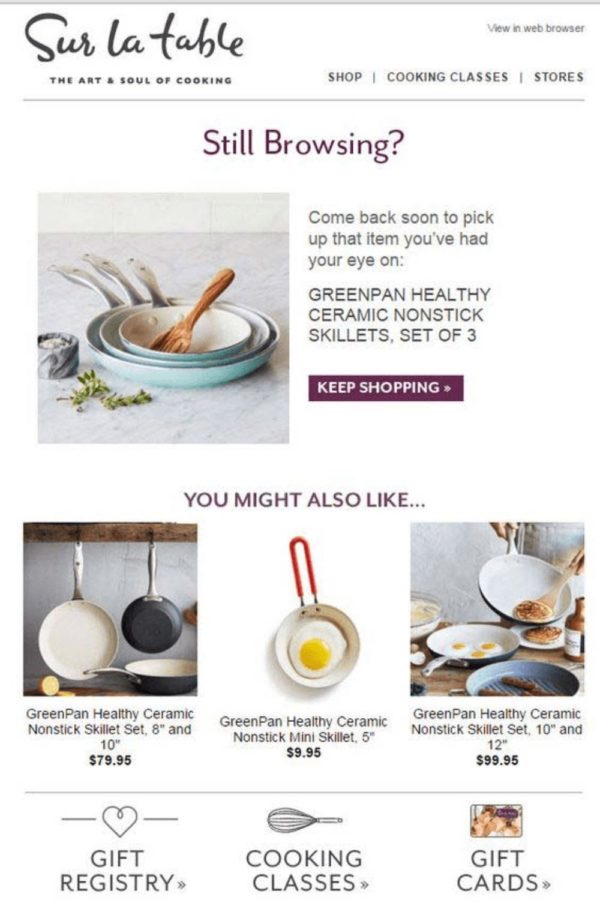 Sur la table
THE ART & SOUL OF COOKING
View in web browser
SHOP | COOKING CLASSES | STORES
Still Browsing?
Come back soon to pick
up that item you've had
your eye on:
GREENPAN HEALTHY
CERAMIC NONSTICK
SKILLETS, SET OF 3
KEEP SHOPPING »
YOU MIGHT ALSO LIKE...
GreenPan Healthy Ceramic
Nonstick Skillet Set, 8" and
10"
$79.95
GreenPan Healthy Ceramic
Nonstick Mini Skillet, 5"
$9.95
GreenPan Healthy Ceramic
Nonstick Skillet Set, 10" and
12"
$99.95
GIFT
REGISTRY »
COOKING
CLASSES »
GIFT
CARDS »